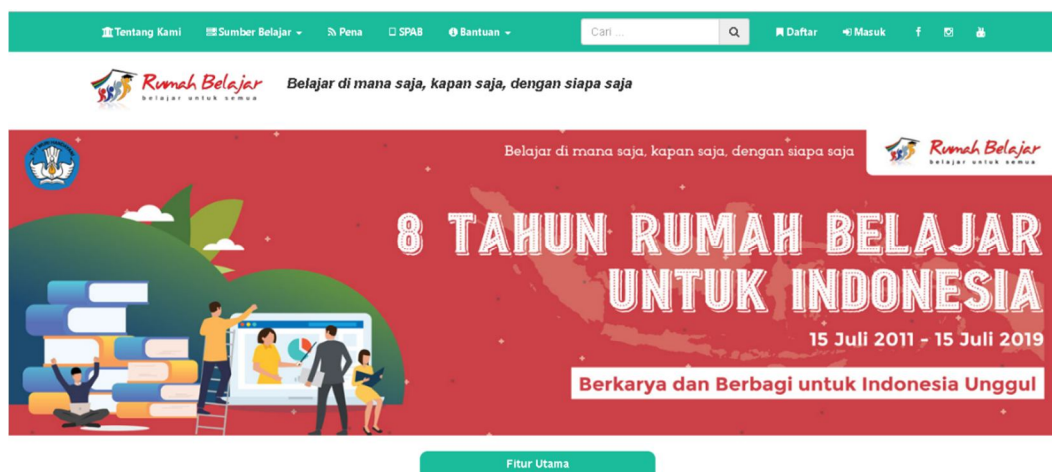 Tentang Kami Sumber Belajar Pena SPAB Bantuan Cari ... Daftar Masuk
Rumah Belajar
belajar untuk semua
Belajar di mana saja, kapan saja, dengan siapa saja
Belajar di mana saja, kapan saja, dengan siapa saja
Rumah Belajar
belajar untuk semua
8 TAHUN RUMAH BELAJAR
UNTUK INDONESIA
15 Juli 2011 - 15 Juli 2019
Berkarya dan Berbagi untuk Indonesia Unggul
Fitur Utama